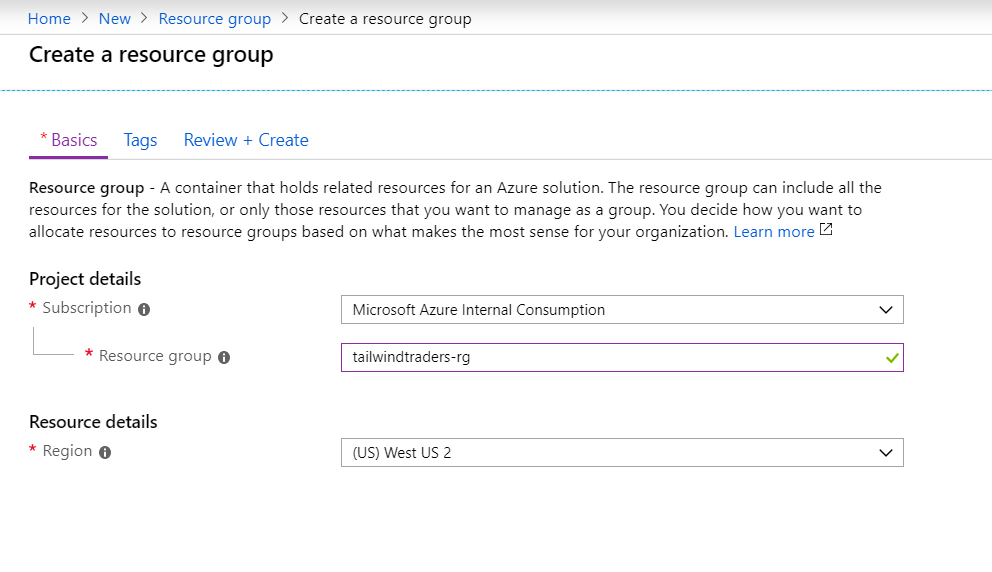 Home > New > Resource group > Create a resource group
Create a resource group
* Basics Tags Review + Create
Resource group - A container that holds related resources for an Azure solution. The resource group can include all the
resources for the solution, or only those resources that you want to manage as a group. You decide how you want to
allocate resources to resource groups based on what makes the most sense for your organization. Learn more
Project details
* Subscription Microsoft Azure Internal Consumption
* Resource group tailwindtraders-rg
Resource details
* Region (US) West US 2